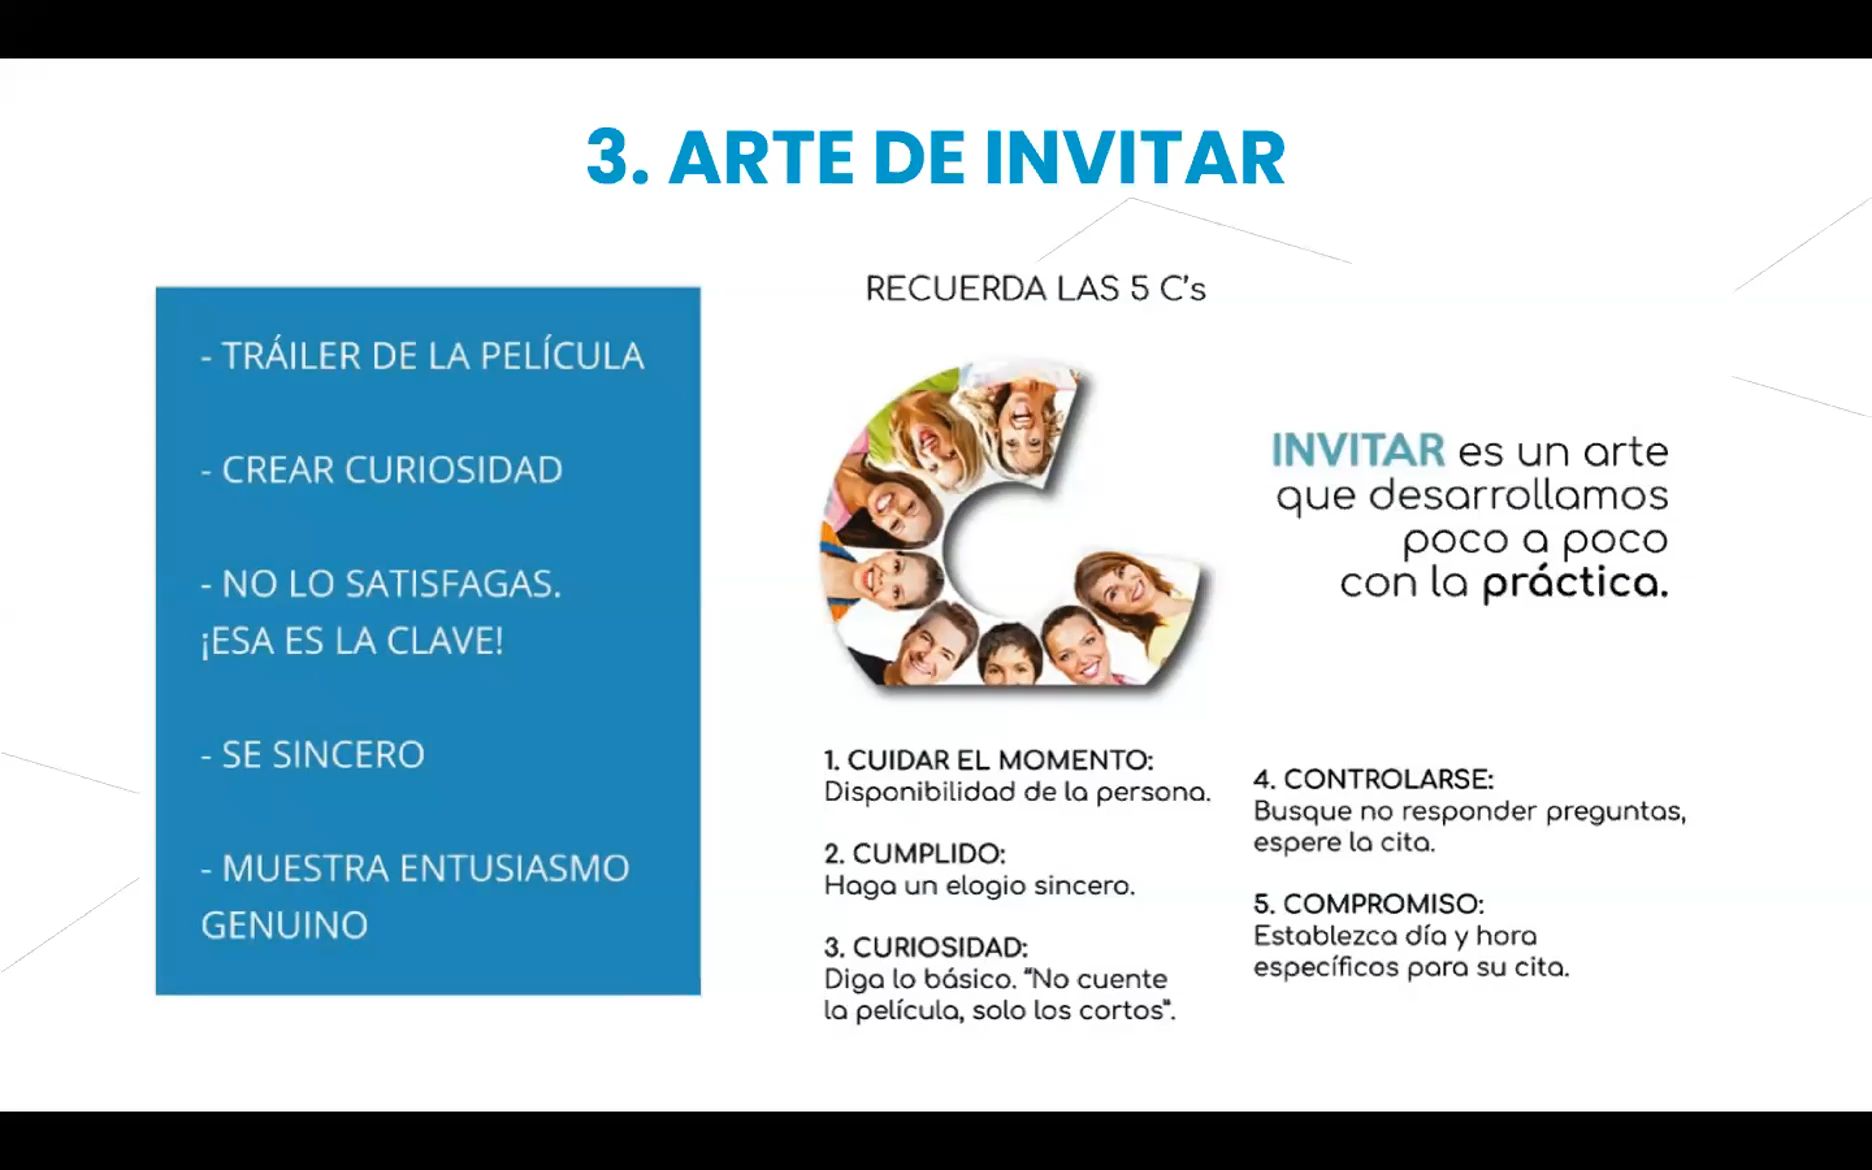 3. ARTE DE INVITAR
- TRÁILER DE LA PELÍCULA
- CREAR CURIOSIDAD
- NO LO SATISFAGAS.
¡ESA ES LA CLAVE!
- SE SINCERO
- MUESTRA ENTUSIASMO
GENUINO
RECUERDA LAS 5 C's
INVITAR es un arte
que desarrollamos
poco a poco
con la práctica.
1. CUIDAR EL MOMENTO:
Disponibilidad de la persona.
2. CUMPLIDO:
Haga un elogio sincero.
3. CURIOSIDAD:
Diga lo básico. “No cuente
la película, solo los cortos”.
4. CONTROLARSE:
Busque no responder preguntas,
espere la cita.
5. COMPROMISO:
Establezca día y hora
específicos para su cita.